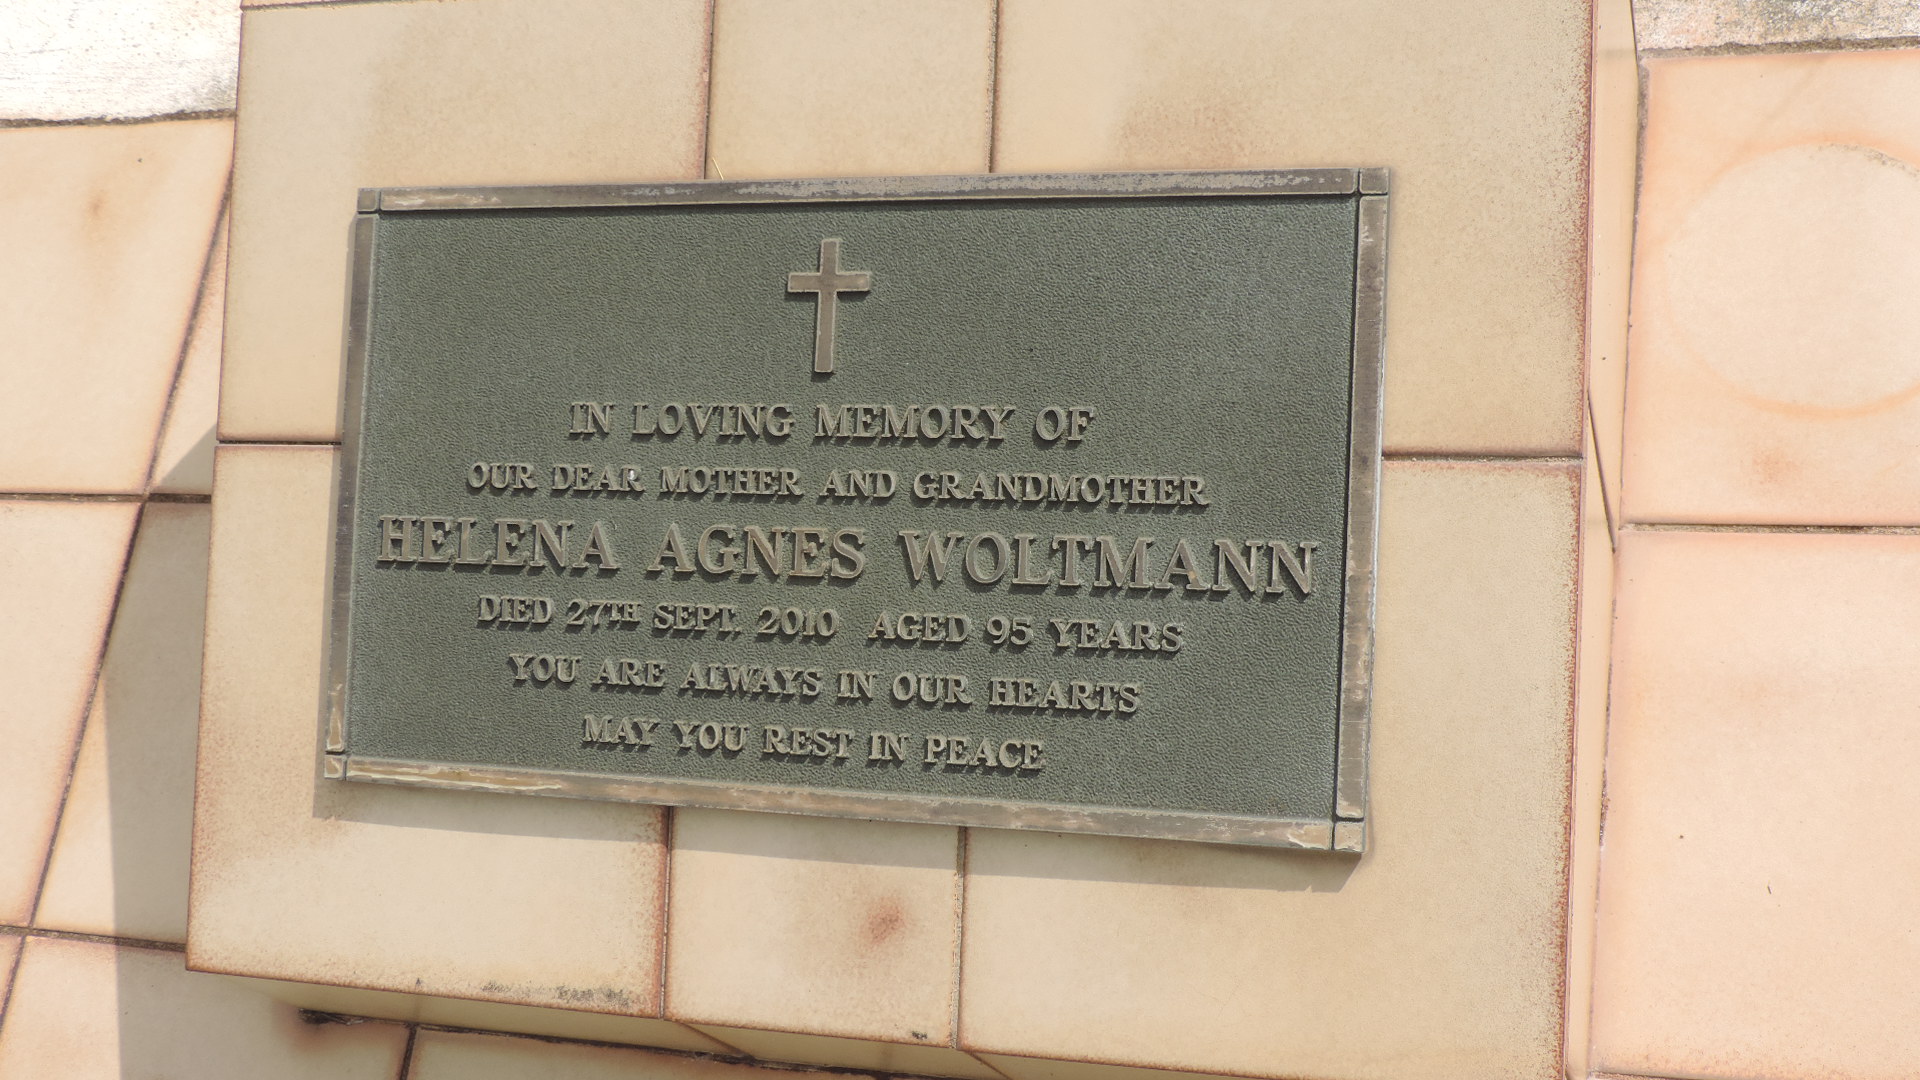 IN LOVING MEMORY OF
OUR DEAR MOTHER AND GRANDMOTHER
HELENA AGNES WOLTMANN
DIED 27TH SEPT. 2010 AGED 95 YEARS
YOU ARE ALWAYS IN OUR HEARTS
MAY YOU REST IN PEACE